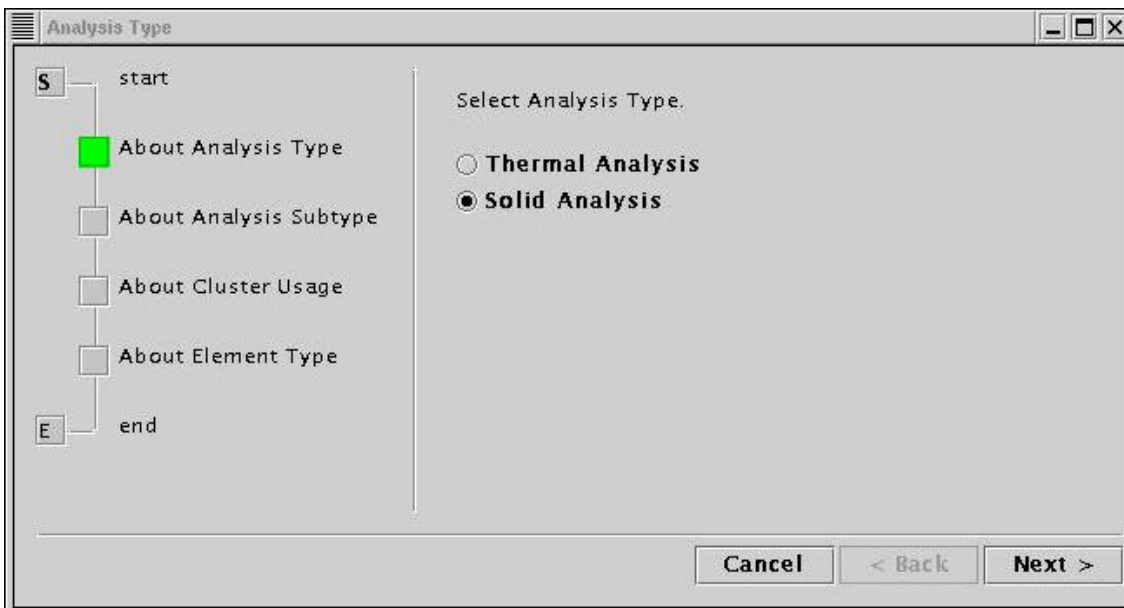 Analysis Type
S start
About Analysis Type
About Analysis Subtype
About Cluster Usage
About Element Type
E end
Select Analysis Type.
Thermal Analysis
Solid Analysis
Cancel
< Back
Next >